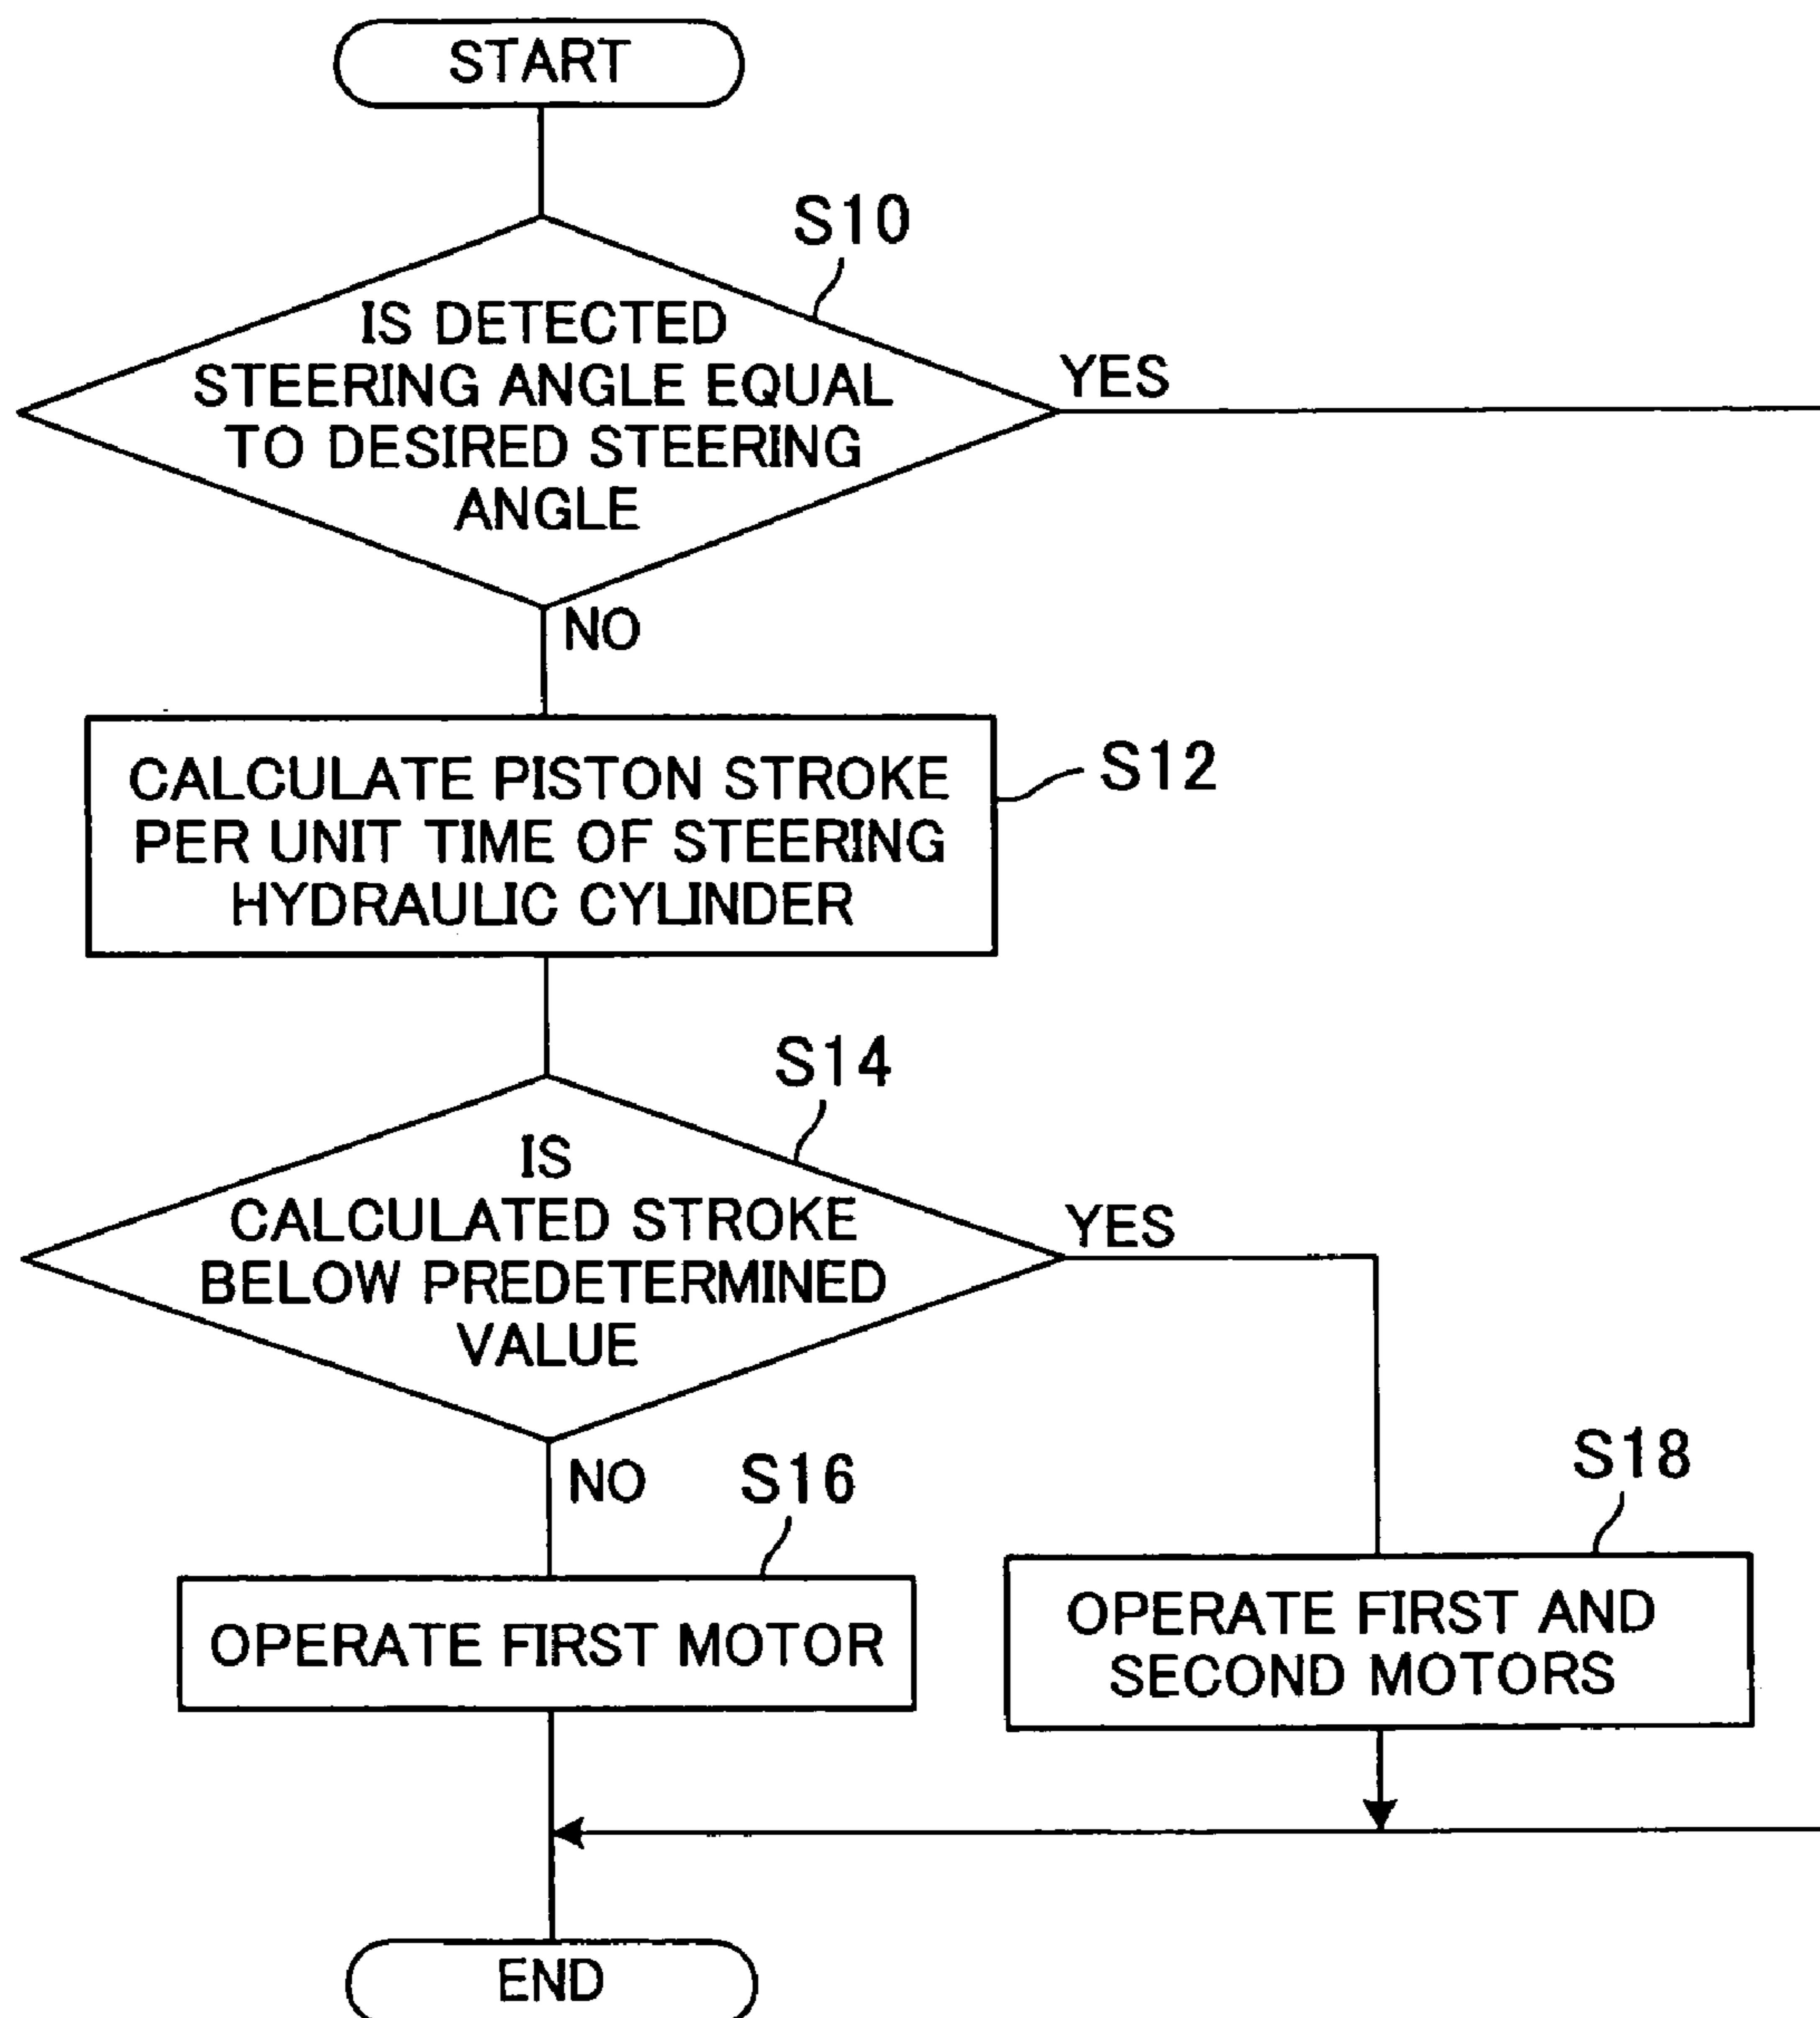 START
S10
IS DETECTED
STEERING ANGLE EQUAL
TO DESIRED STEERING
ANGLE
YES
NO
CALCULATE PISTON STROKE
PER UNIT TIME OF STEERING
HYDRAULIC CYLINDER
S12
S14
IS
CALCULATED STROKE
BELOW PREDETERMINED
VALUE
YES
NO
S16
S18
OPERATE FIRST MOTOR
OPERATE FIRST AND
SECOND MOTORS
END